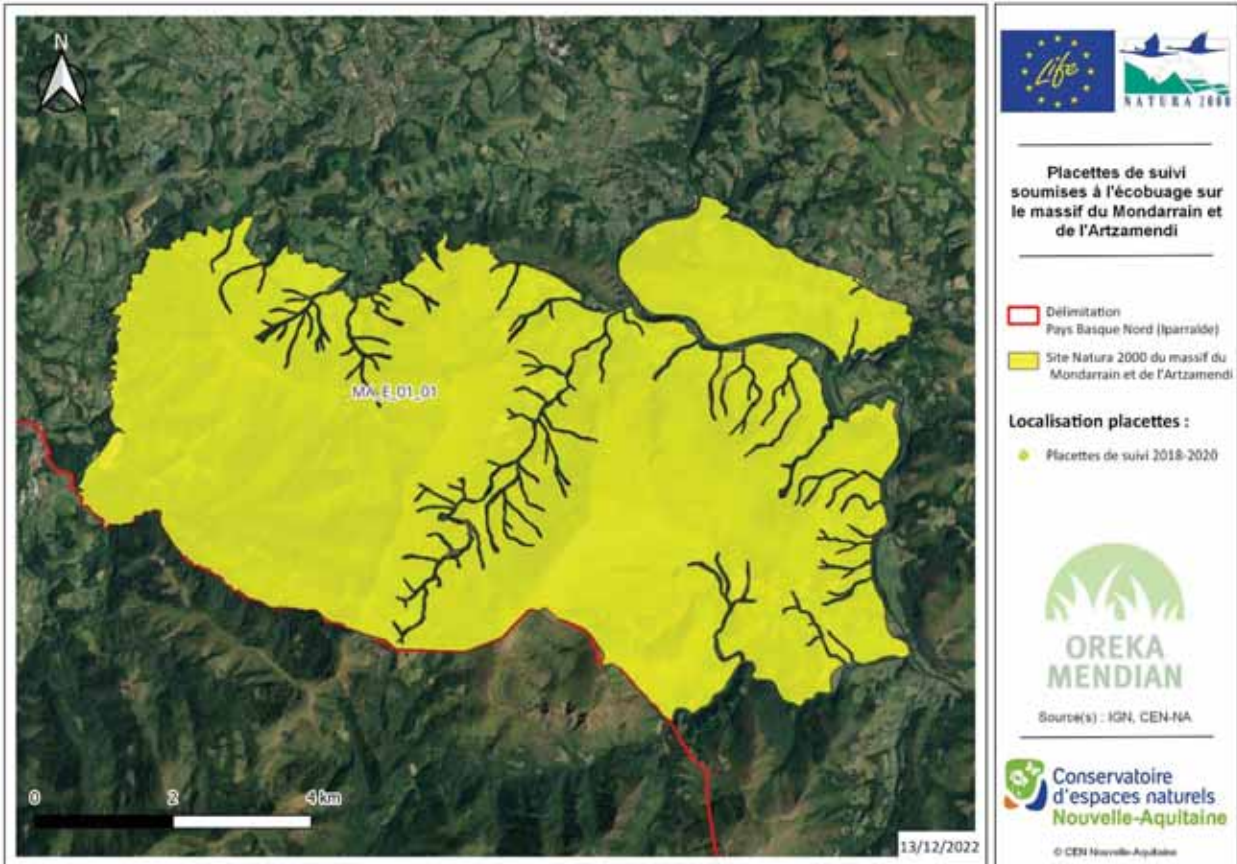 N
MA_E_01_01
0 2 4 km
13/12/2022
Life
NATURA 2000
Placettes de suivi
soumises à l'écobuage sur
le massif du Mondarrain et
de l'Artzamendi
Délimitation
Pays Basque Nord (Iparralde)
Site Natura 2000 du massif du
Mondarrain et de l'Artzamendi
Localisation placettes :
Placettes de suivi 2018-2020
OREKA
MENDIAN
Source(s) : IGN, CEN-NA
Conservatoire
d'espaces naturels
Nouvelle-Aquitaine
© CEN Nouvelle-Aquitaine